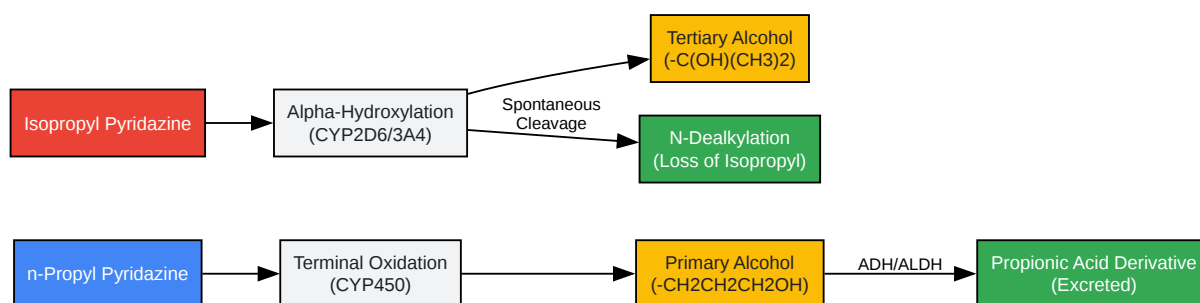 Tertiary Alcohol
(-C(OH)(CH3)2)
Isopropyl Pyridazine
Alpha-Hydroxylation
(CYP2D6/3A4)
Spontaneous
Cleavage
N-Dealkylation
(Loss of Isopropyl)
n-Propyl Pyridazine
Terminal Oxidation
(CYP450)
Primary Alcohol
(-CH2CH2CH2OH)
ADH/ALDH
Propionic Acid Derivative
(Excreted)